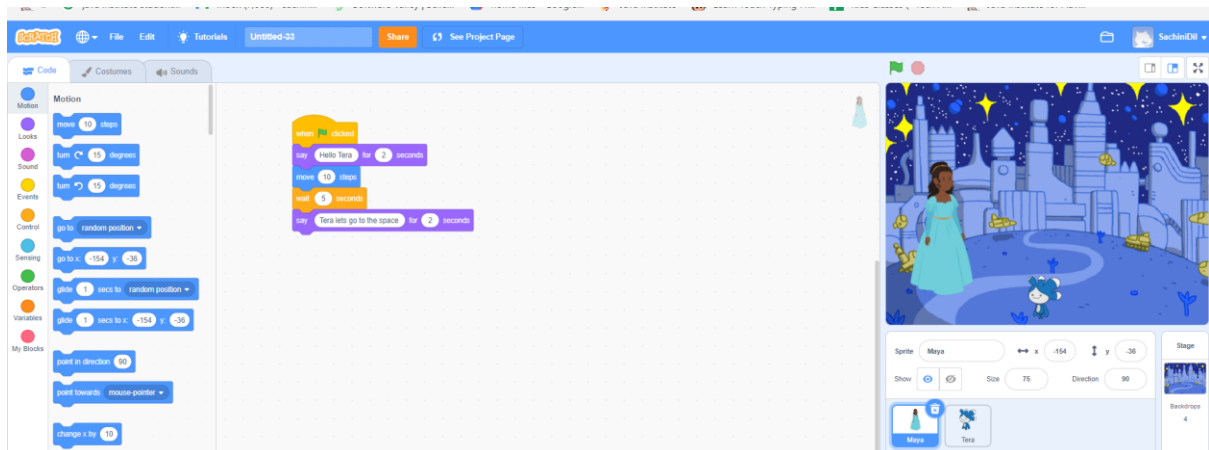 SCRATCH File Edit Tutorials Untitled-33 Share See Project Page SachiniDil
Code Costumes Sounds
Motion
Looks
Sound
Events
Control
Sensing
Operators
Variables
My Blocks
Motion
move 10 steps
turn 15 degrees
turn 15 degrees
go to random position
go to x: -154 y: -36
glide 1 secs to random position
glide 1 secs to x: -154 y: -36
point in direction 90
point towards mouse-pointer
change x by 10
when clicked
say Hello Tera for 2 seconds
move 10 steps
wait 5 seconds
say Tera lets go to the space for 2 seconds
Sprite Maya x -154 y -36
Show Size 75 Direction 90
Maya Tera
Stage
Backdrops
4